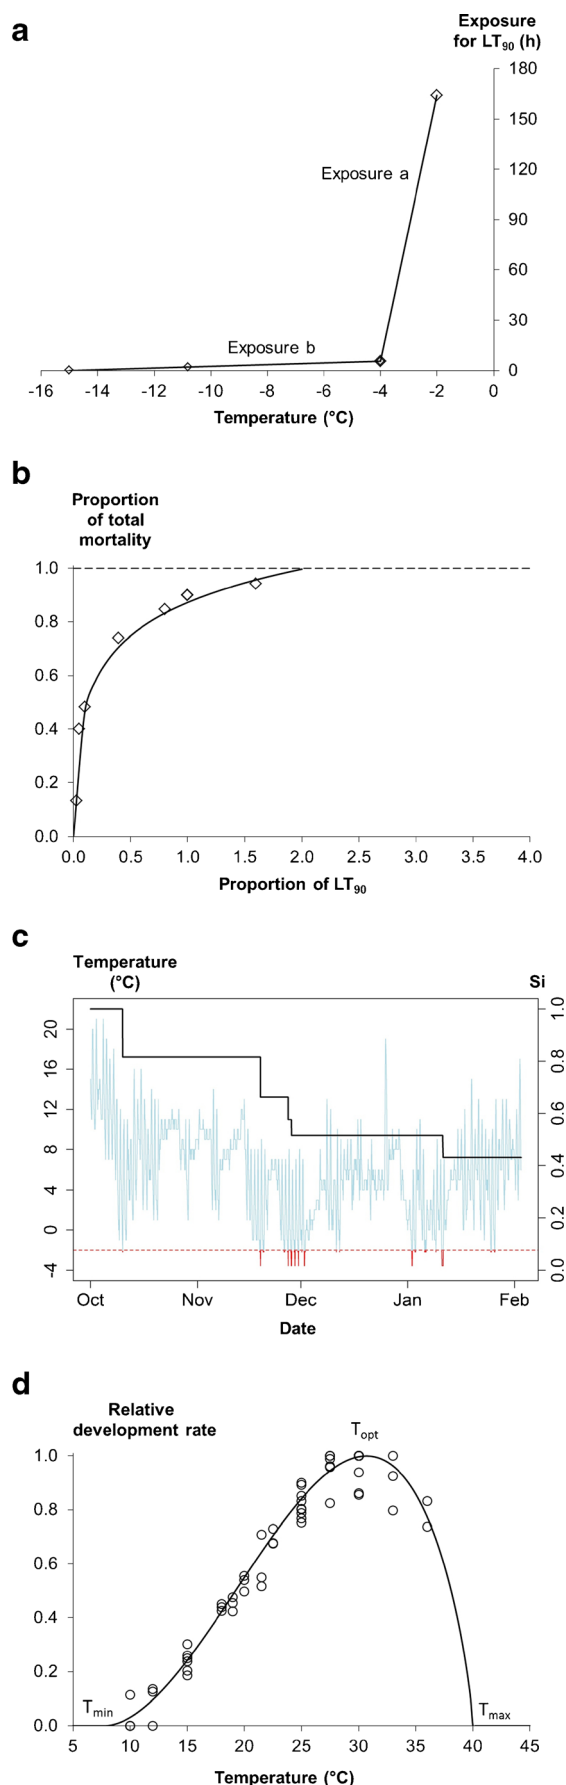 a
Exposure
for LT90 (h)
180
150
Exposure a
120
90
60
30
Exposure b
0
-16 -14 -12 -10 -8 -6 -4 -2 0
Temperature (°C)
b
Proportion
of total
mortality
1.0
0.8
0.6
0.4
0.2
0.0
0.0 0.5 1.0 1.5 2.0 2.5 3.0 3.5 4.0
Proportion of LT90
c
Temperature
(°C)
Si
20
16
12
8
4
0
-4
1.0
0.8
0.6
0.4
0.2
0.0
Oct Nov Dec Jan Feb
Date
d
Relative
development rate
Topt
1.0
0.8
0.6
0.4
0.2
Tmin
Tmax
0.0
5 10 15 20 25 30 35 40 45
Temperature (°C)